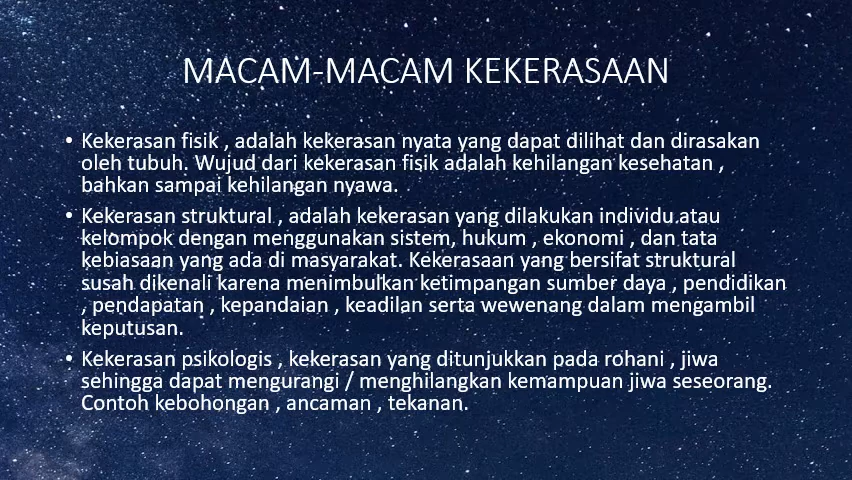 MACAM-MACAM KEKERASAAN
• Kekerasan fisik , adalah kekerasan nyata yang dapat dilihat dan dirasakan
oleh tubuh. Wujud dari kekerasan fisik adalah kehilangan kesehatan ,
bahkan sampai kehilangan nyawa.
• Kekerasan struktural , adalah kekerasan yang dilakukan individu atau
kelompok dengan menggunakan sistem, hukum , ekonomi , dan tata
kebiasaan yang ada di masyarakat. Kekerasaan yang bersifat struktural
susah dikenali karena menimbulkan ketimpangan sumber daya , pendidikan
, pendapatan , kepandaian , keadilan serta wewenang dalam mengambil
keputusan.
• Kekerasan psikologis , kekerasan yang ditunjukkan pada rohani , jiwa
sehingga dapat mengurangi / menghilangkan kemampuan jiwa seseorang.
Contoh kebohongan , ancaman , tekanan.